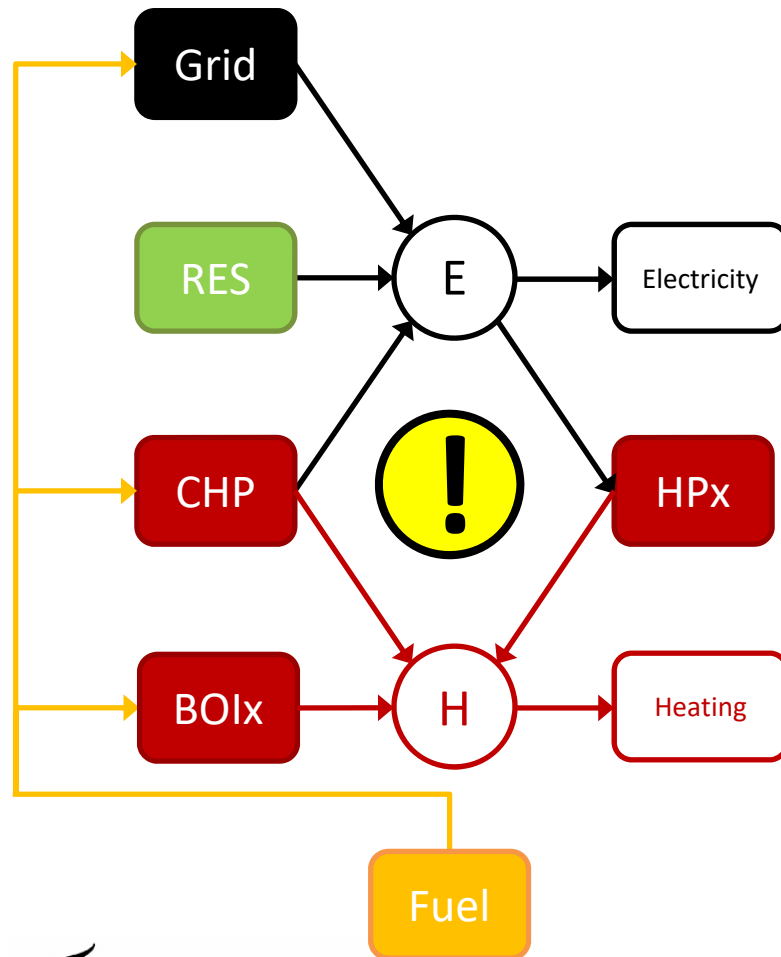 Grid
RES
E
Electricity
CHP
!
HPx
BOIx
H
Heating
Fuel